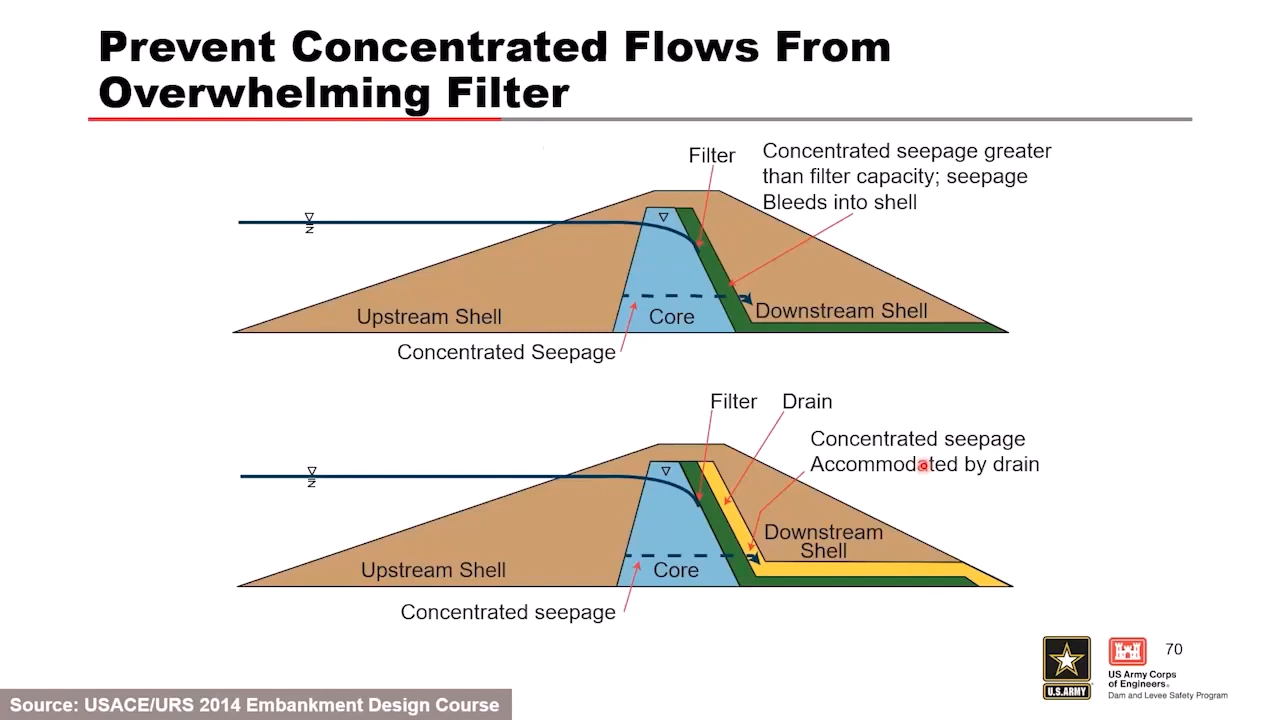 Prevent Concentrated Flows From
Overwhelming Filter
Filter
Concentrated seepage greater
than filter capacity; seepage
Bleeds into shell
Upstream Shell
Core
Downstream Shell
Concentrated Seepage
Filter
Drain
Concentrated seepage
Accommodated by drain
Downstream
Shell
Upstream Shell
Core
Concentrated seepage
U.S.ARMY
US Army Corps
of Engineers®
Dam and Levee Safety Program
70
Source: USACE/URS 2014 Embankment Design Course